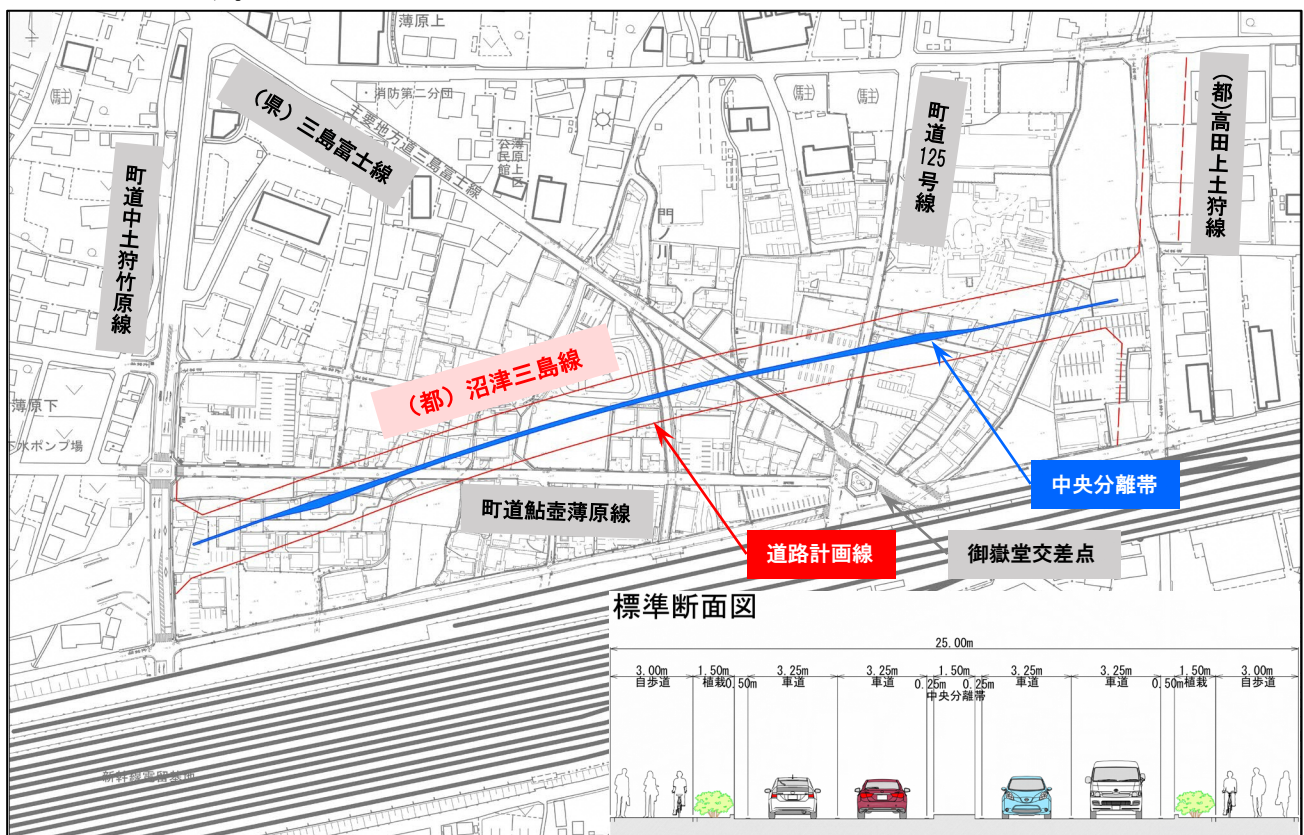 薄原上
(県)三島富士線
主要地方道三島富士線
消防第二分団
薄原上区
公民館
町道中土狩竹原線
門
川
町道125号線
(都)高田上土狩線
(都)沼津三島線
薄原下
水ポンプ場
町道鮎壺薄原線
中央分離帯
道路計画線
御嶽堂交差点
標準断面図
25.00m
3.00m 1.50m 3.25m 3.25m 1.50m 3.25m 3.25m 1.50m 3.00m
自歩道 植栽 0.50m 車道 車道 0.25m 0.25m 車道 車道 0.50m 植栽 自歩道
中央分離帯